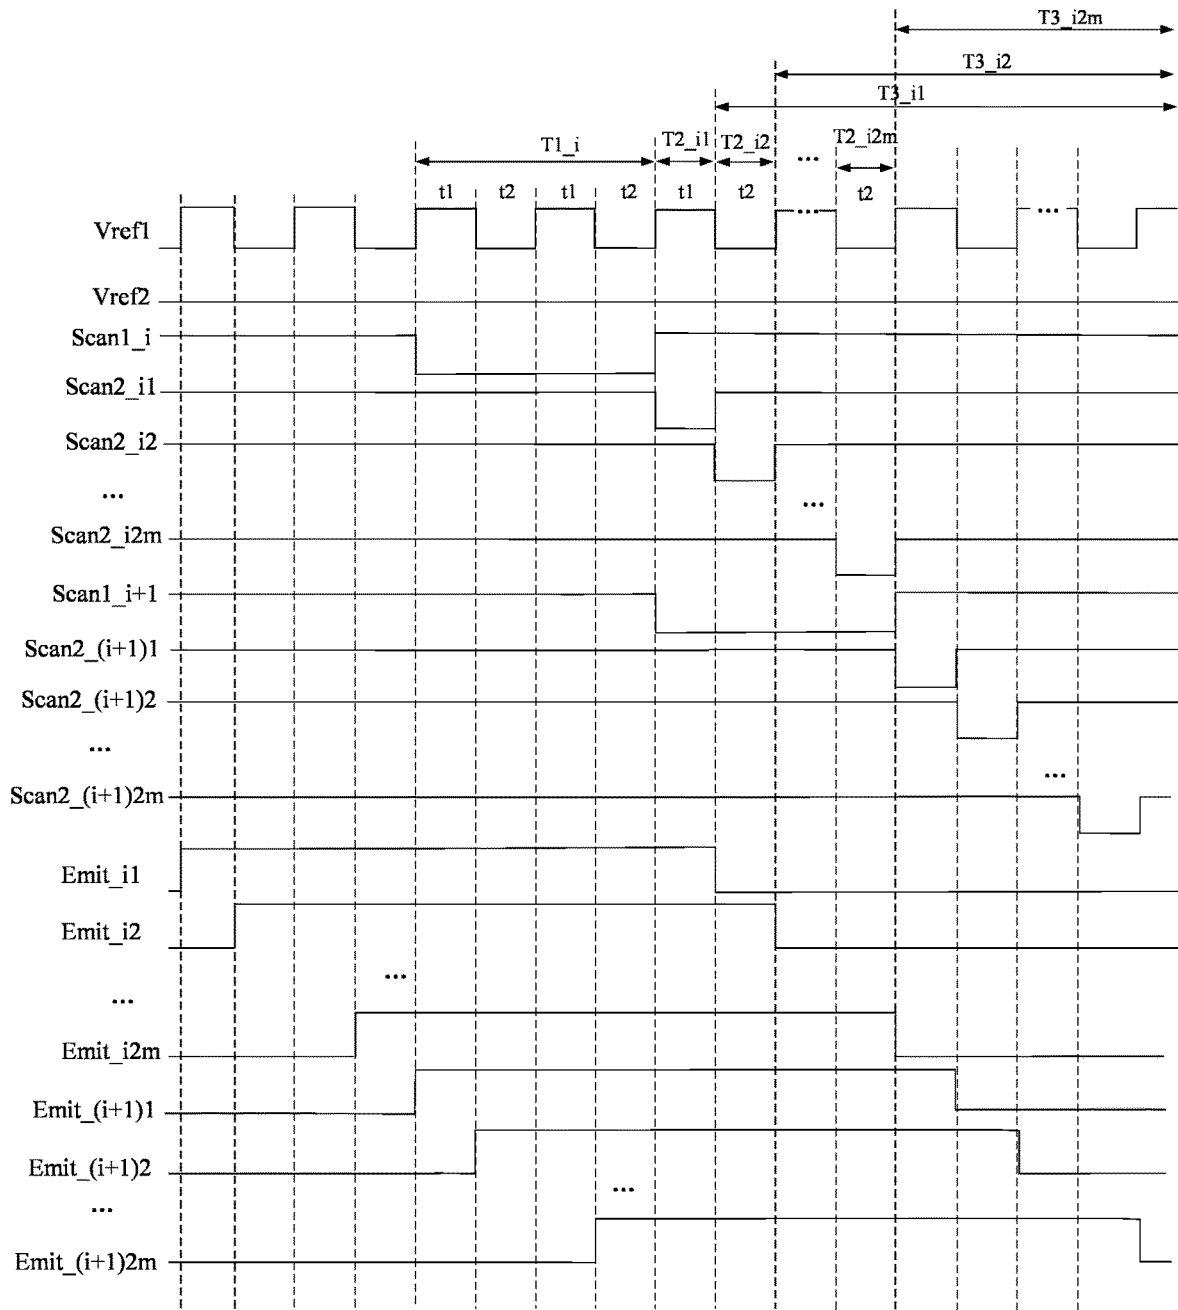 T3_i2m
T3_i2
T3_i1
T1_i T2_i1 T2_i2 ... T2_i2m
t1 t2 t1 t2 t1 t2 t2
Vref1 ... ...
Vref2
Scan1_i
Scan2_i1
Scan2_i2
... ...
Scan2_i2m
Scan1_i+1
Scan2_(i+1)1
Scan2_(i+1)2
... ...
Scan2_(i+1)2m
Emit_i1
Emit_i2
... ...
Emit_i2m
Emit_(i+1)1
Emit_(i+1)2
... ...
Emit_(i+1)2m